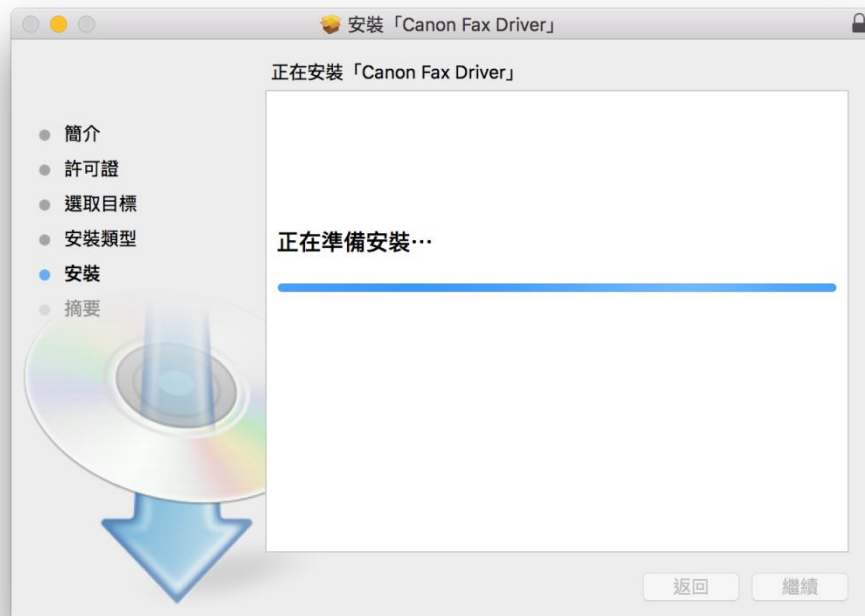 安裝「Canon Fax Driver」
正在安裝「Canon Fax Driver」
簡介
許可證
選取目標
安裝類型
安裝
摘要
正在準備安裝⋯
返回
繼續